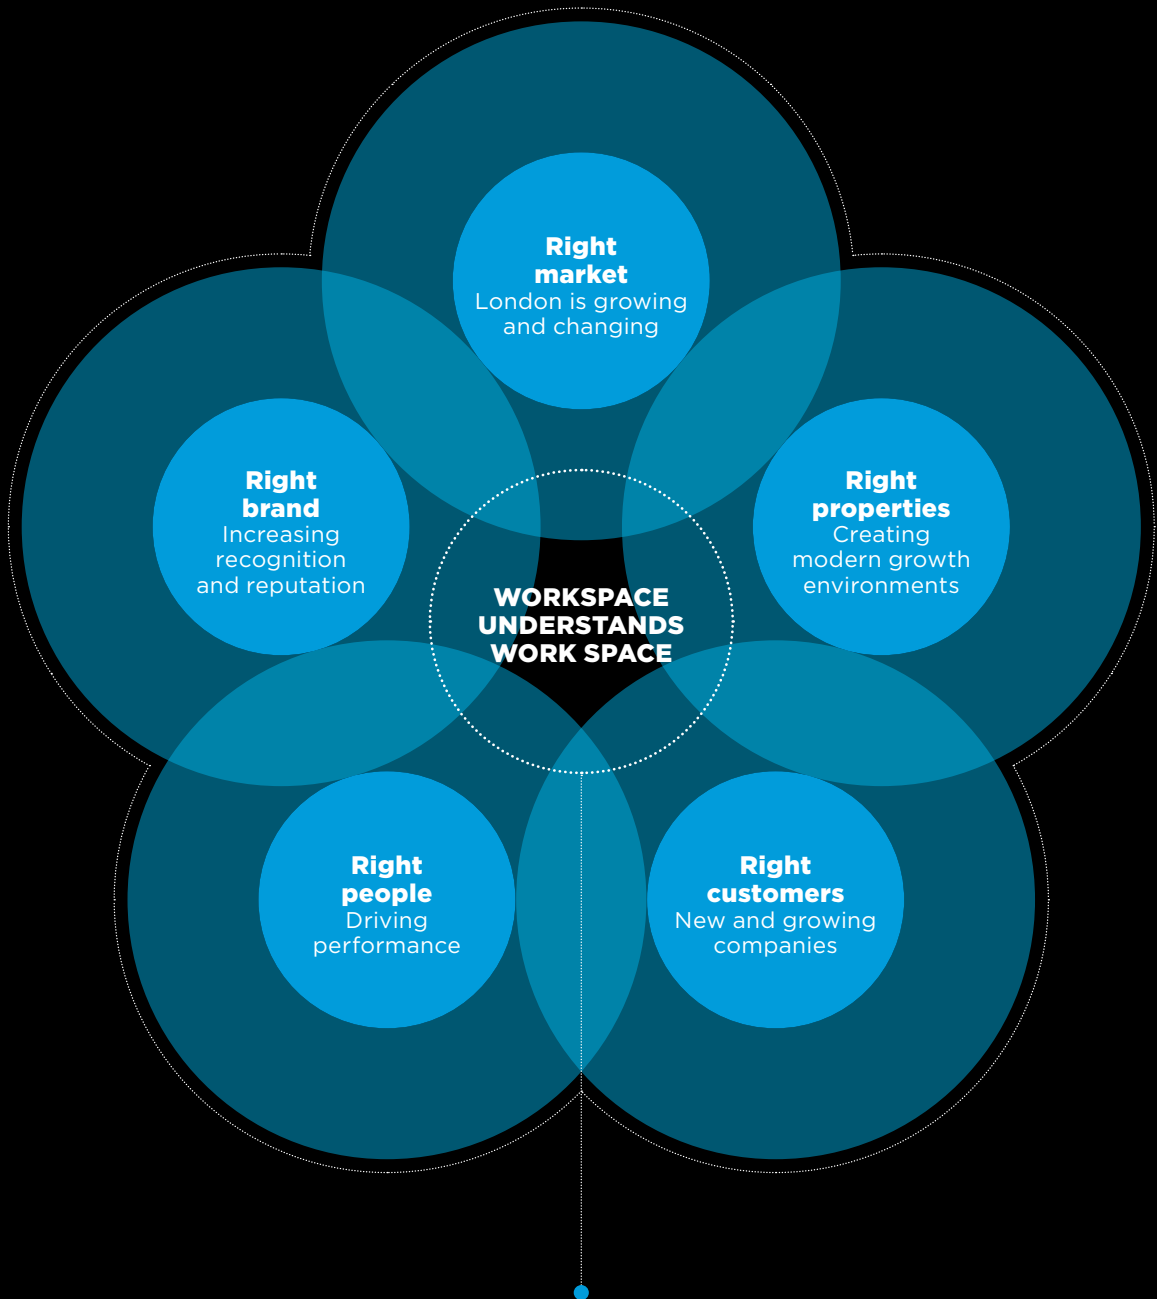 Right
market
London is growing
and changing
Right
brand
Increasing
recognition
and reputation
Right
properties
Creating
modern growth
environments
WORKSPACE
UNDERSTANDS
WORK SPACE
Right
people
Driving
performance
Right
customers
New and growing
companies